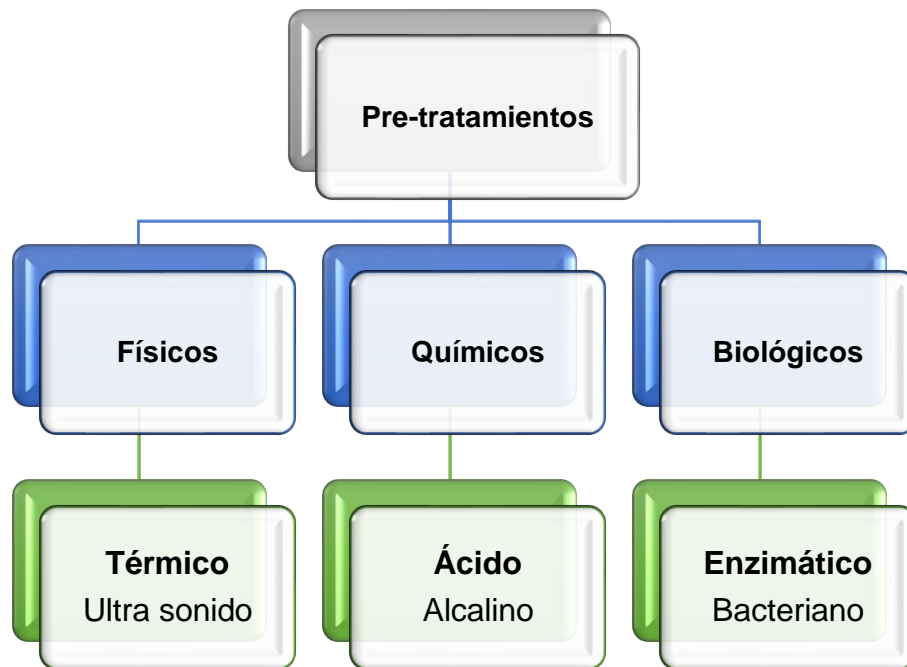 Pre-tratamientos
Físicos
Químicos
Biológicos
Térmico
Ultra sonido
Ácido
Alcalino
Enzimático
Bacteriano